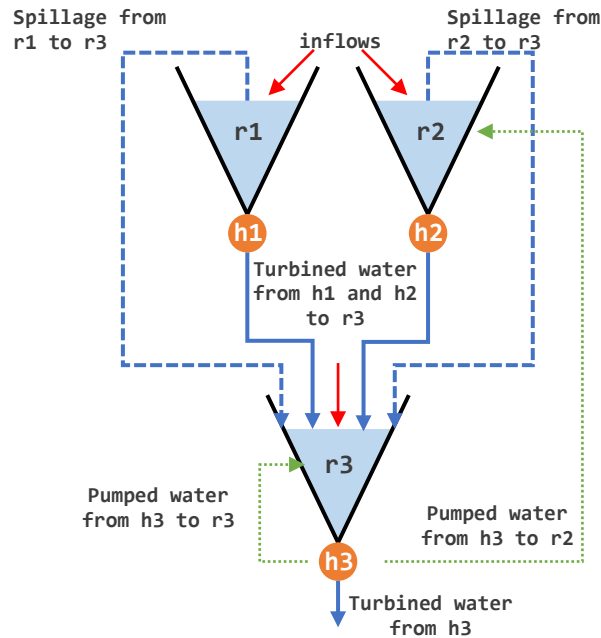 Spillage from
r1 to r3
inflows
Spillage from
r2 to r3
r1
r2
h1
h2
Turbined water
from h1 and h2
to r3
r3
Pumped water
from h3 to r3
Pumped water
from h3 to r2
h3
Turbined water
from h3